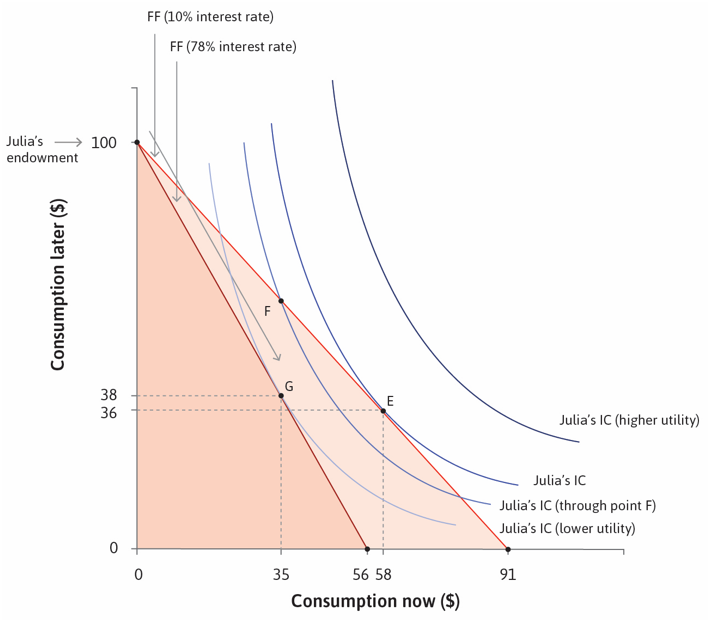 FF (10% interest rate)
FF (78% interest rate)
Julia's
endowment
100
Consumption later ($)
F
G
E
38
36
Julia's IC (higher utility)
Julia's IC
Julia's IC (through point F)
Julia's IC (lower utility)
0
0
35
56
58
91
Consumption now ($)